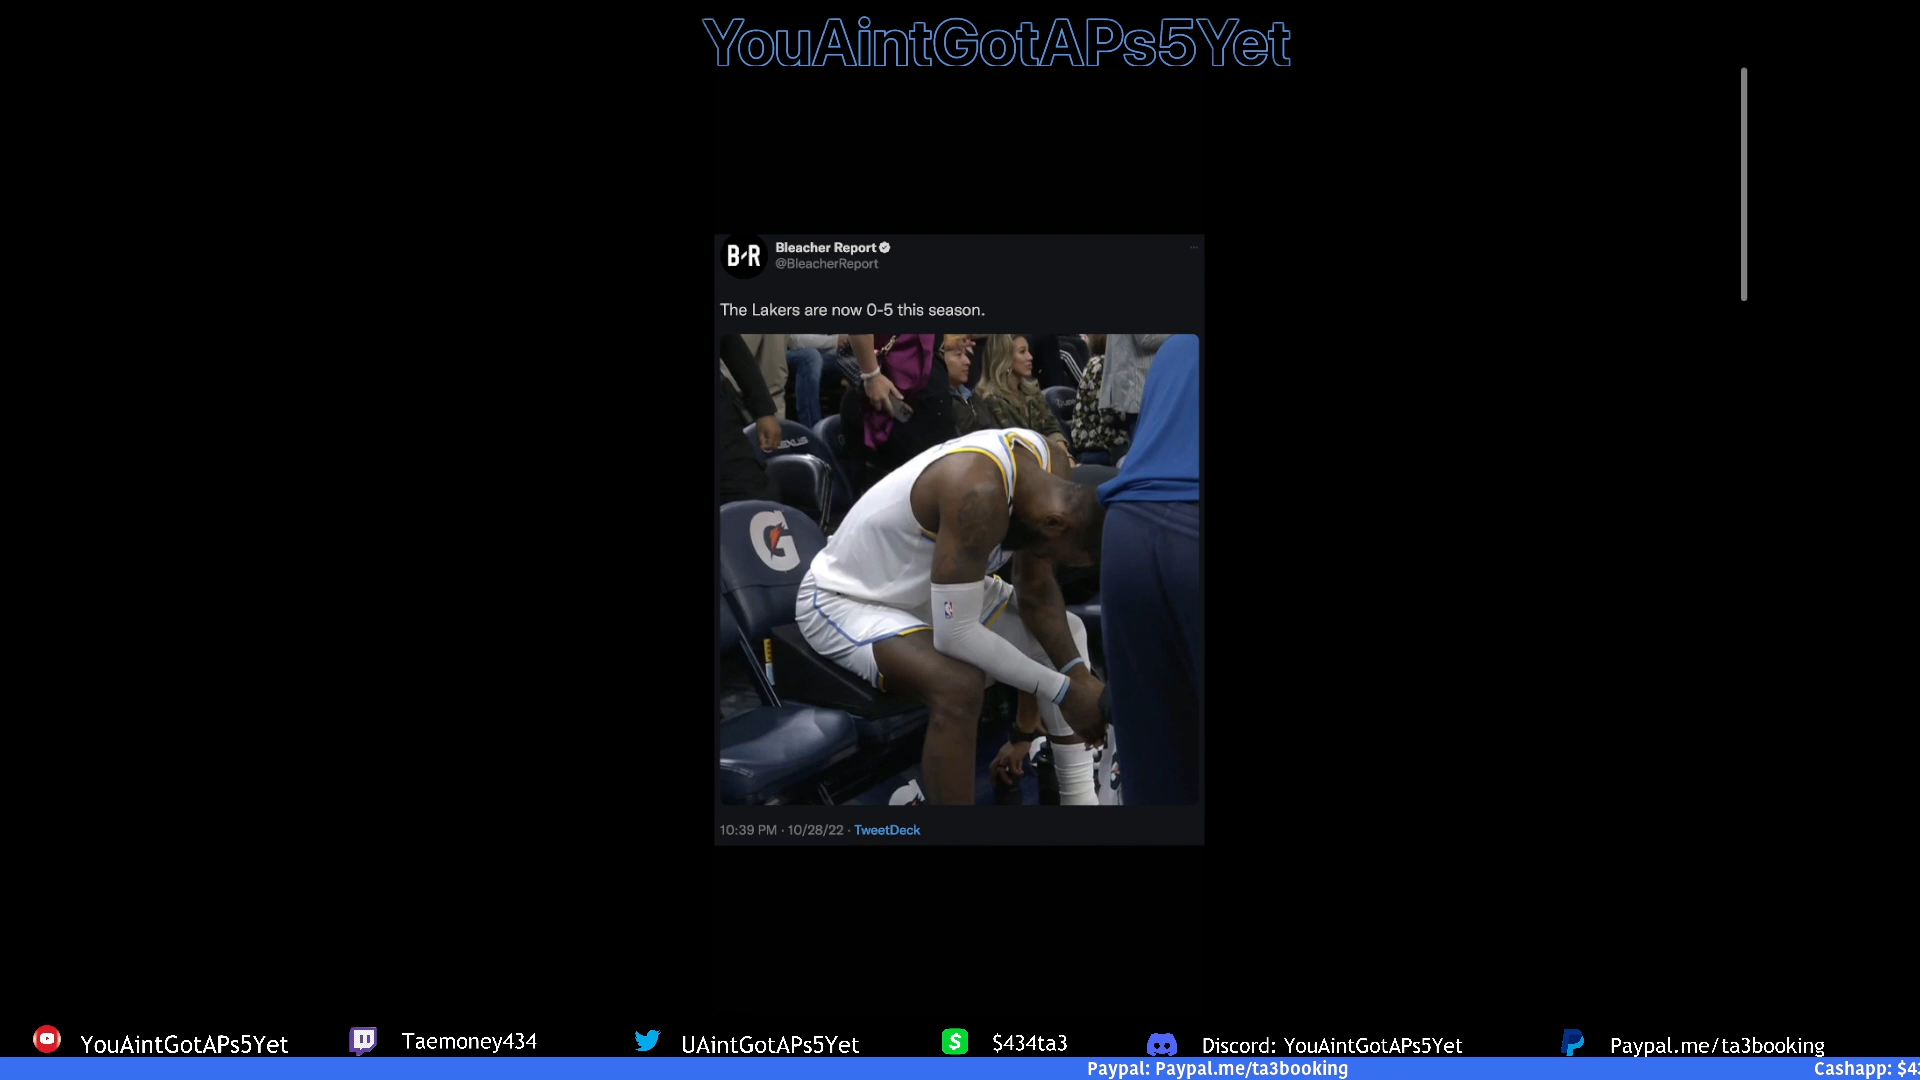 YouAintGotAPs5Yet
B/R
Bleacher Report
@BleacherReport
The Lakers are now 0-5 this season.
G
10:39 PM · 10/28/22 · TweetDeck
YouAintGotAPs5Yet
Taemoney434
UAintGotAPs5Yet
$434ta3
Discord: YouAintGotAPs5Yet
Paypal.me/ta3booking
Paypal: Paypal.me/ta3booking
Cashapp: $4